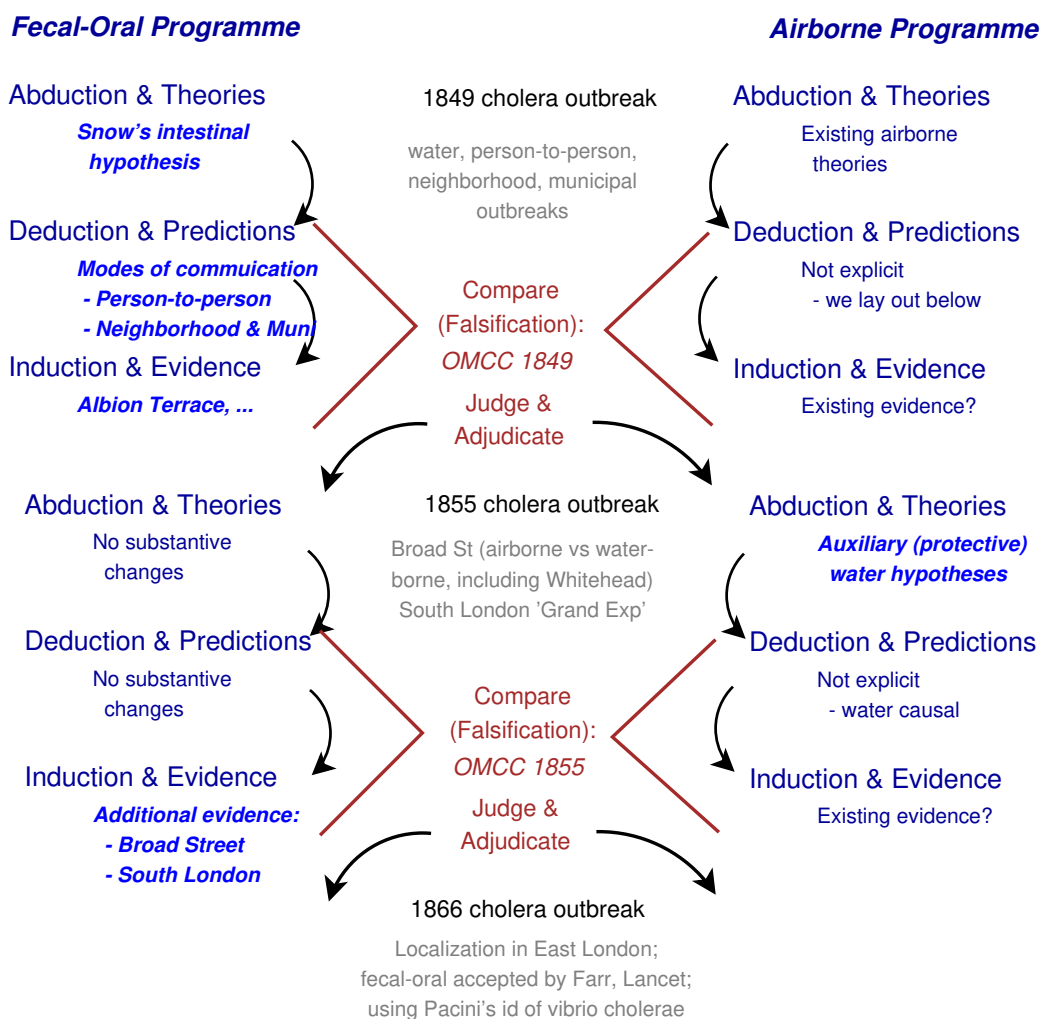 Fecal-Oral Programme
Airborne Programme
Abduction & Theories
Snow's intestinal
hypothesis
1849 cholera outbreak
water, person-to-person,
neighborhood, municipal
outbreaks
Abduction & Theories
Existing airborne
theories
Deduction & Predictions
Modes of commuication
- Person-to-person
- Neighborhood & Muni
Compare
(Falsification):
OMCC 1849
Judge &
Adjudicate
Deduction & Predictions
Not explicit
- we lay out below
Induction & Evidence
Albion Terrace, ...
Induction & Evidence
Existing evidence?
Abduction & Theories
No substantive
changes
1855 cholera outbreak
Broad St (airborne vs water-
borne, including Whitehead)
South London 'Grand Exp'
Abduction & Theories
Auxiliary (protective)
water hypotheses
Deduction & Predictions
No substantive
changes
Compare
(Falsification):
OMCC 1855
Judge &
Adjudicate
Deduction & Predictions
Not explicit
- water causal
Induction & Evidence
Additional evidence:
- Broad Street
- South London
Induction & Evidence
Existing evidence?
1866 cholera outbreak
Localization in East London;
fecal-oral accepted by Farr, Lancet;
using Pacini's id of vibrio cholerae